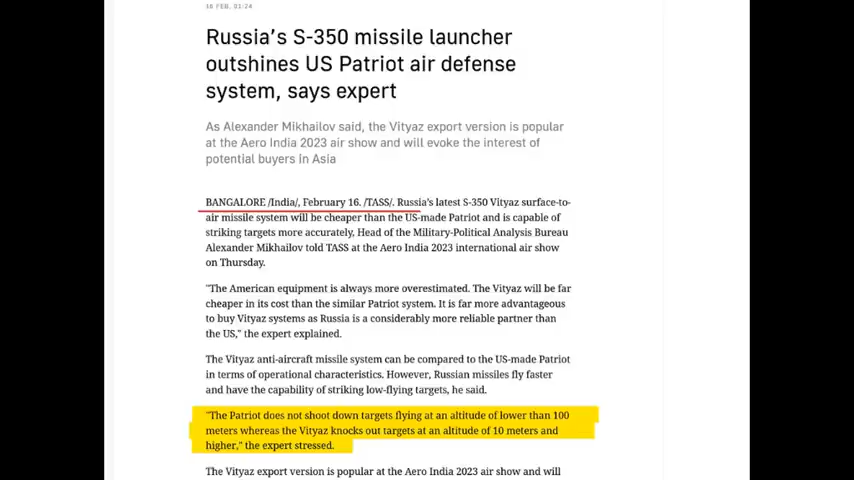 16 FEB, 01:24
Russia's S-350 missile launcher
outshines US Patriot air defense
system, says expert
As Alexander Mikhailov said, the Vityaz export version is popular
at the Aero India 2023 air show and will evoke the interest of
potential buyers in Asia
BANGALORE /India/, February 16. /TASS/. Russia's latest S-350 Vityaz surface-to-
air missile system will be cheaper than the US-made Patriot and is capable of
striking targets more accurately, Head of the Military-Political Analysis Bureau
Alexander Mikhailov told TASS at the Aero India 2023 international air show
on Thursday.
"The American equipment is always more overestimated. The Vityaz will be far
cheaper in its cost than the similar Patriot system. It is far more advantageous
to buy Vityaz systems as Russia is a considerably more reliable partner than
the US," the expert explained.
The Vityaz anti-aircraft missile system can be compared to the US-made Patriot
in terms of operational characteristics. However, Russian missiles fly faster
and have the capability of striking low-flying targets, he said.
"The Patriot does not shoot down targets flying at an altitude of lower than 100
meters whereas the Vityaz knocks out targets at an altitude of 10 meters and
higher," the expert stressed.
The Vityaz export version is popular at the Aero India 2023 air show and will